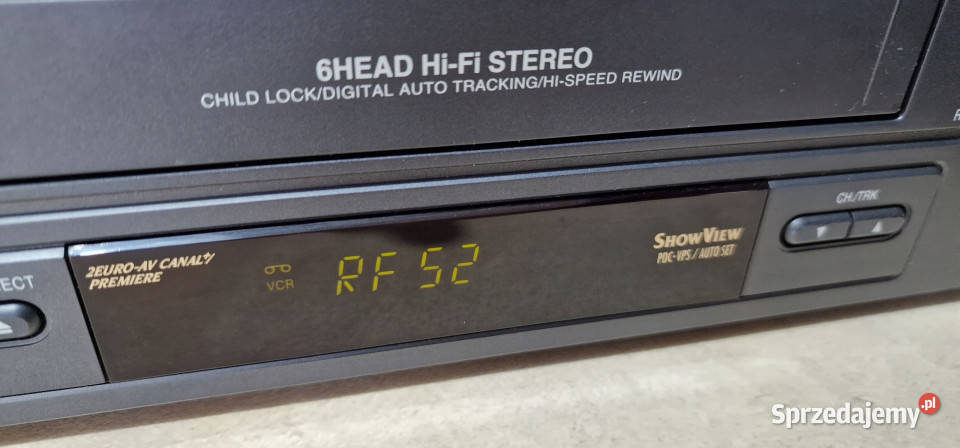 6HEAD Hi-Fi STEREO
CHILD LOCK/DIGITAL AUTO TRACKING/HI-SPEED REWIND
CH./TRK
2EURO-AV CANAL+/
PREMIERE
VCR
RF 52
SHOWVIEW
PDC-VPS/AUTO SET
Sprzedajemy.pl